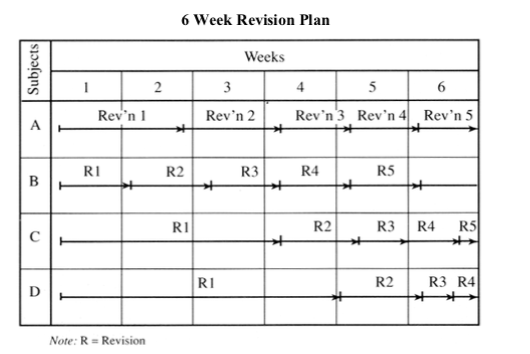 6 Week Revision Plan
Subjects
Weeks
1 2 3 4 5 6
A Rev'n 1 Rev'n 2 Rev'n 3 Rev'n 4 Rev'n 5
B R1 R2 R3 R4 R5
C R1 R2 R3 R4 R5
D R1 R2 R3 R4
Note: R = Revision